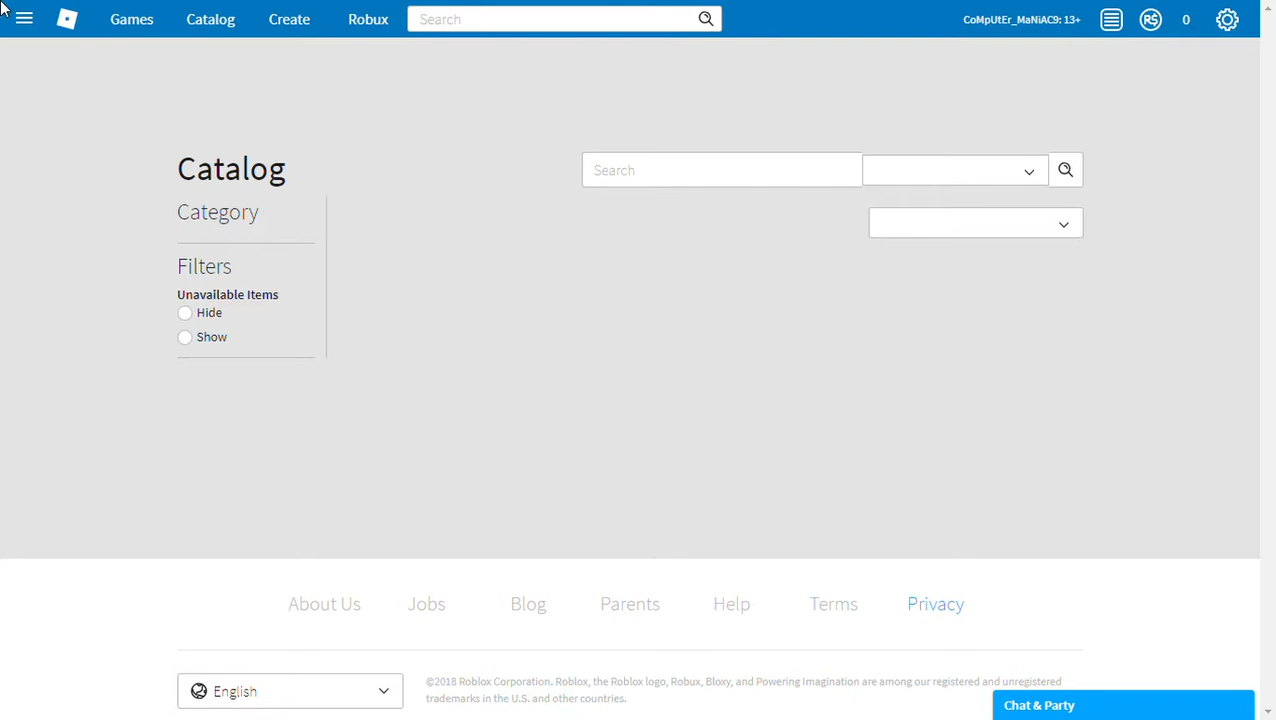 Games Catalog Create Robux Search CoMpUtEr_MaNiAC9: 13+ R$ 0
Catalog
Search
Category
Filters
Unavailable Items
Hide
Show
About Us Jobs Blog Parents Help Terms Privacy
English
©2018 Roblox Corporation. Roblox, the Roblox logo, Robux, Bloxy, and Powering Imagination are among our registered and unregistered
trademarks in the U.S. and other countries.
Chat & Party